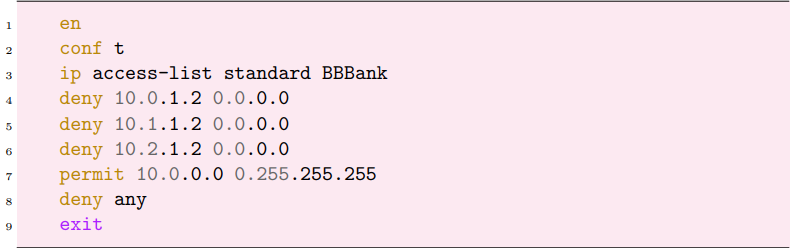 1 en
2 conf t
3 ip access-list standard BBBank
4 deny 10.0.1.2 0.0.0.0
5 deny 10.1.1.2 0.0.0.0
6 deny 10.2.1.2 0.0.0.0
7 permit 10.0.0.0 0.255.255.255
8 deny any
9 exit